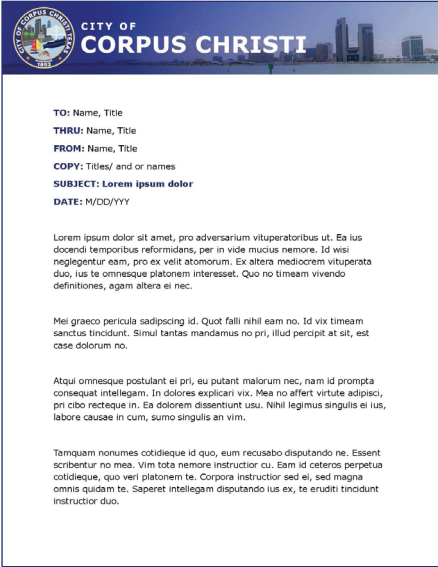 CITY OF
CORPUS CHRISTI
CITY OF CORPUS CHRISTI TEXAS
1852
TO: Name, Title
THRU: Name, Title
FROM: Name, Title
COPY: Titles/ and or names
SUBJECT: Lorem ipsum dolor
DATE: M/DD/YYY
Lorem ipsum dolor sit amet, pro adversarium vituperatoribus ut. Ea ius
docendi temporibus reformidans, per in vide mucius nemore. Id wisi
neglegentur eam, pro ex velit atomorum. Ex altera mediocrem vituperata
duo, ius te omnesque platonem interesset. Quo no timeam vivendo
definitiones, agam altera ei nec.
Mei graeco pericula sadipscing id. Quot falli nihil eam no. Id vix timeam
sanctus tincidunt. Simul tantas mandamus no pri, illud percipit at sit, est
case dolorum no.
Atqui omnesque postulant ei pri, eu putant malorum nec, nam id prompta
consequat intellegam. In dolores explicari vix. Mea no affert virtute adipisci,
pri cibo recteque in. Ea dolorem dissentiunt usu. Nihil legimus singulis ei ius,
labore causae in cum, sumo singulis an vim.
Tamquam nonumes cotidieque id quo, eum recusabo disputando ne. Essent
scribentur no mea. Vim tota nemore instructior cu. Eam id ceteros perpetua
cotidieque, quo veri platonem te. Corpora instructior sed ei, sed magna
omnis quidam te. Saperet intellegam disputando ius ex, te eruditi tincidunt
instructior duo.